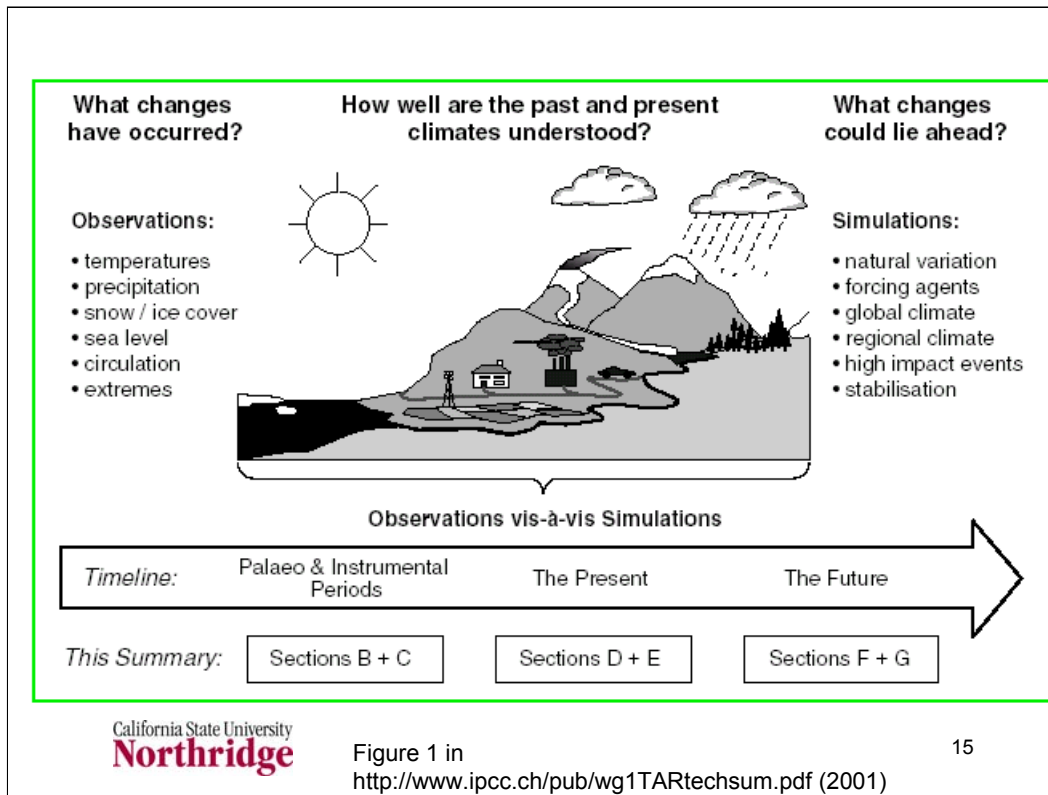 What changes
have occurred?
How well are the past and present
climates understood?
What changes
could lie ahead?
Observations:
• temperatures
• precipitation
• snow / ice cover
• sea level
• circulation
• extremes
Simulations:
• natural variation
• forcing agents
• global climate
• regional climate
• high impact events
• stabilisation
Observations vis-à-vis Simulations
Timeline:
Palaeo & Instrumental
Periods
The Present
The Future
This Summary:
Sections B + C
Sections D + E
Sections F + G
California State University
Northridge
Figure 1 in
http://www.ipcc.ch/pub/wg1TARtechsum.pdf (2001)
15